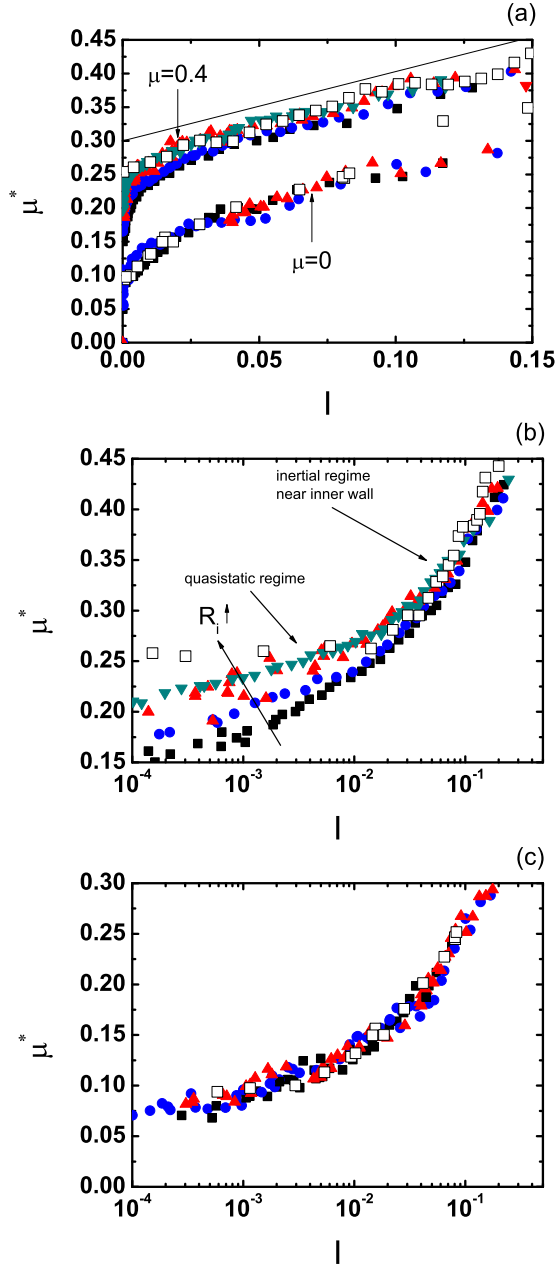 (a)
0.45
0.40
0.35
0.30
0.25
0.20
0.15
0.10
0.05
0.00
μ*
μ=0.4
μ=0
0.00 0.05 0.10 0.15
I
(b)
0.45
0.40
0.35
0.30
0.25
0.20
0.15
μ*
inertial regime
near inner wall
quasistatic regime
Ri
10-4 10-3 10-2 10-1
I
(c)
0.30
0.25
0.20
0.15
0.10
0.05
0.00
μ*
10-4 10-3 10-2 10-1
I